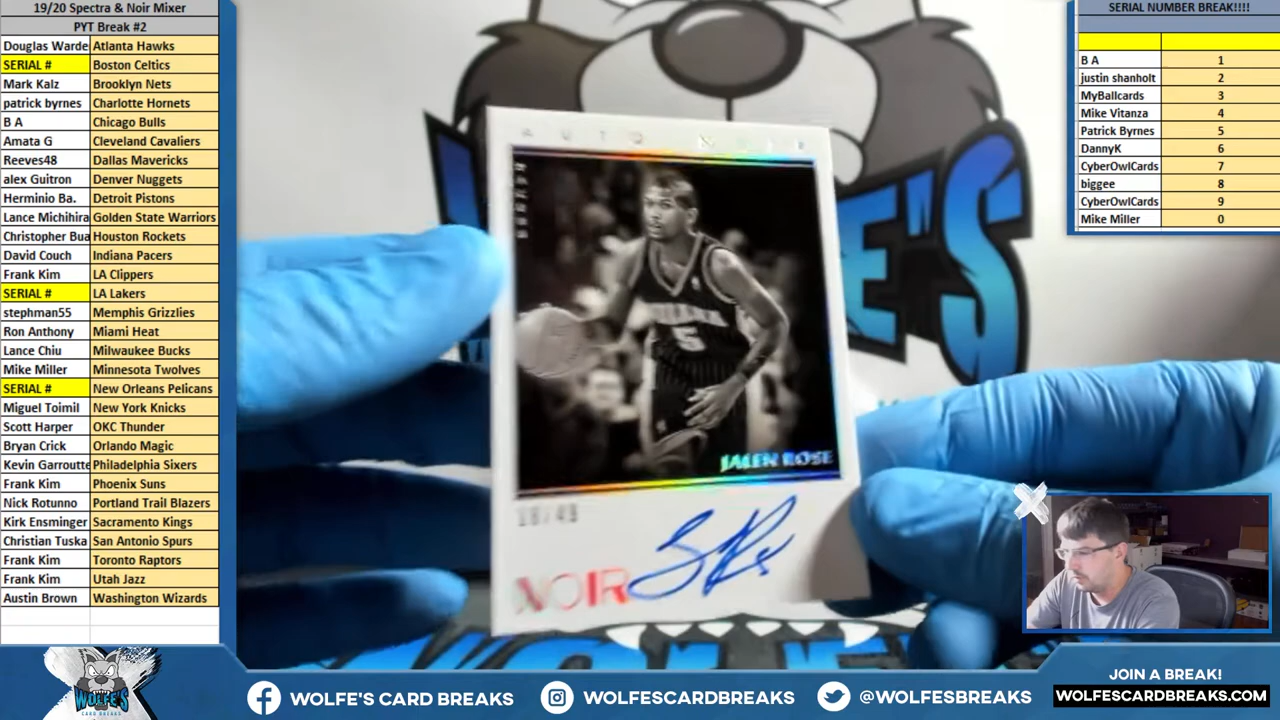 19/20 Spectra & Noir Mixer
PYT Break #2
Douglas Warde Atlanta Hawks
SERIAL # Boston Celtics
Mark Kalz Brooklyn Nets
patrick byrnes Charlotte Hornets
B A Chicago Bulls
Amata G Cleveland Cavaliers
Reeves48 Dallas Mavericks
alex Guitron Denver Nuggets
Herminio Ba. Detroit Pistons
Lance Michihira Golden State Warriors
Christopher Bua Houston Rockets
David Couch Indiana Pacers
Frank Kim LA Clippers
SERIAL # LA Lakers
stephman55 Memphis Grizzlies
Ron Anthony Miami Heat
Lance Chiu Milwaukee Bucks
Mike Miller Minnesota Twolves
SERIAL # New Orleans Pelicans
Miguel Toimil New York Knicks
Scott Harper OKC Thunder
Bryan Crick Orlando Magic
Kevin Garroutte Philadelphia Sixers
Frank Kim Phoenix Suns
Nick Rotunno Portland Trail Blazers
Kirk Ensminger Sacramento Kings
Christian Tuska San Antonio Spurs
Frank Kim Toronto Raptors
Frank Kim Utah Jazz
Austin Brown Washington Wizards
SERIAL NUMBER BREAK!!!!
B A 1
justin shanholt 2
MyBallcards 3
Mike Vitanza 4
Patrick Byrnes 5
DannyK 6
CyberOwlCards 7
biggee 8
CyberOwlCards 9
Mike Miller 0
AUTO NOIR
5
JALEN ROSE
NOIR
WOLFE'S
CARD BREAKS
WOLFE'S CARD BREAKS
WOLFESCARDBREAKS
@WOLFESBREAKS
JOIN A BREAK!
WOLFESCARDBREAKS.COM